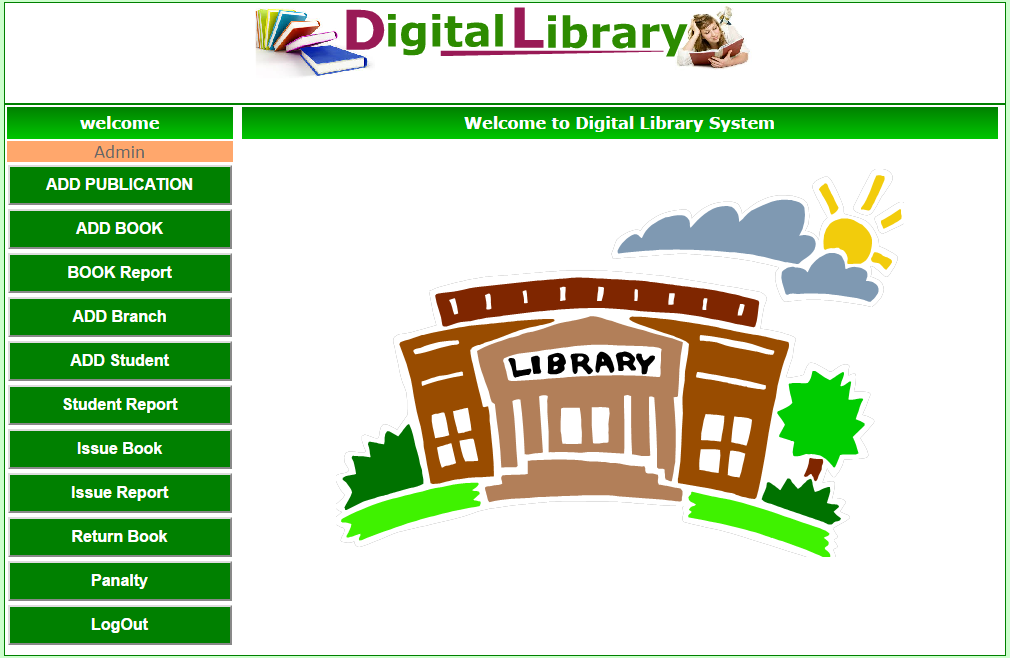 Digital Library
welcome
Welcome to Digital Library System
Admin
ADD PUBLICATION
ADD BOOK
BOOK Report
ADD Branch
ADD Student
Student Report
Issue Book
Issue Report
Return Book
Panalty
LogOut
LIBRARY